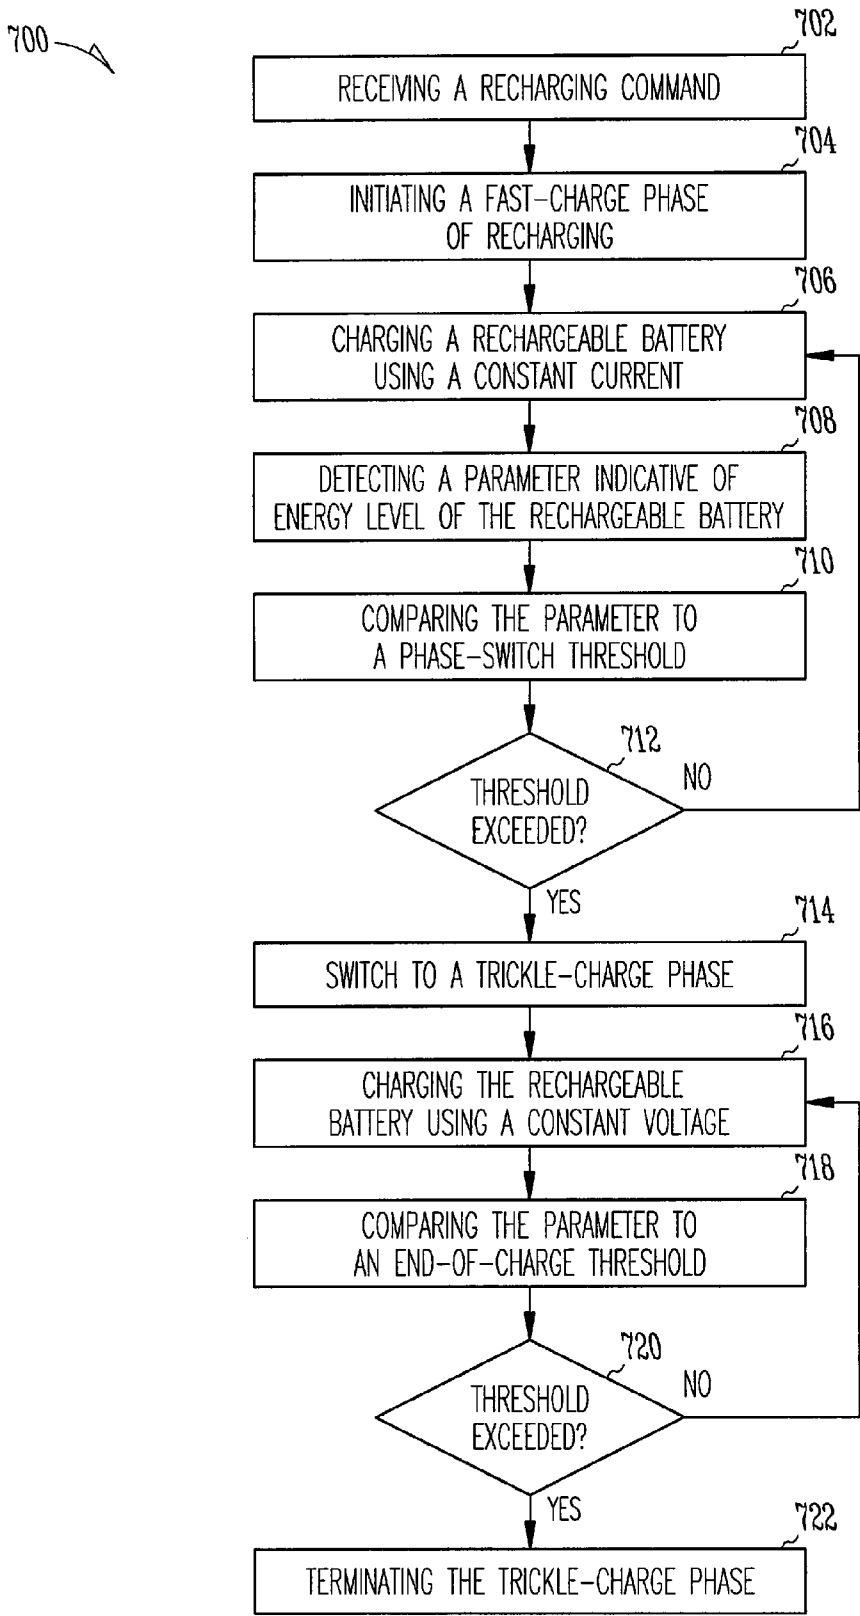 700
702
RECEIVING A RECHARGING COMMAND
704
INITIATING A FAST-CHARGE PHASE
OF RECHARGING
706
CHARGING A RECHARGEABLE BATTERY
USING A CONSTANT CURRENT
708
DETECTING A PARAMETER INDICATIVE OF
ENERGY LEVEL OF THE RECHARGEABLE BATTERY
710
COMPARING THE PARAMETER TO
A PHASE-SWITCH THRESHOLD
712
THRESHOLD
EXCEEDED?
NO
YES
714
SWITCH TO A TRICKLE-CHARGE PHASE
716
CHARGING THE RECHARGEABLE
BATTERY USING A CONSTANT VOLTAGE
718
COMPARING THE PARAMETER TO
AN END-OF-CHARGE THRESHOLD
720
THRESHOLD
EXCEEDED?
NO
YES
722
TERMINATING THE TRICKLE-CHARGE PHASE